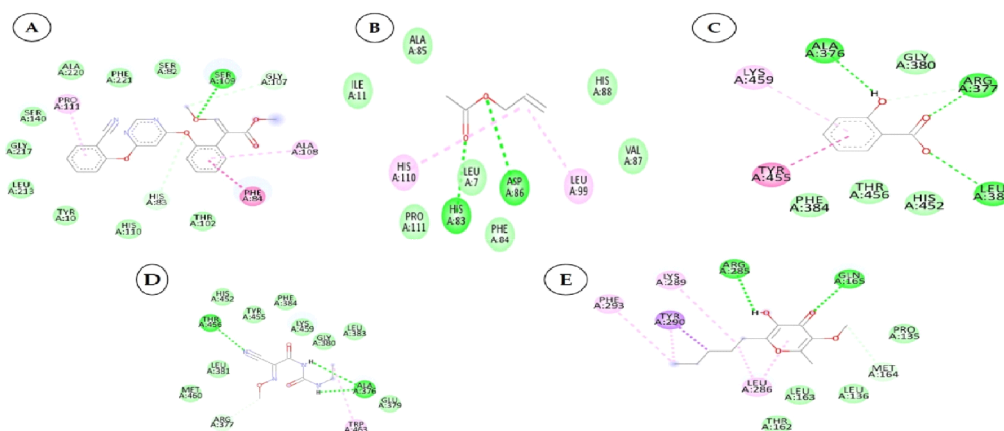 A
ALA
A:220
PHE
A:221
SER
A:82
SER
A:109
GLY
A:107
PRO
A:111
SER
A:140
GLY
A:217
LEU
A:213
TYR
A:10
HIS
A:110
HIS
A:83
THR
A:102
PHE
A:84
ALA
A:108
B
ALA
A:85
ILE
A:11
HIS
A:88
VAL
A:87
HIS
A:110
LEU
A:7
ASP
A:86
LEU
A:99
PRO
A:111
HIS
A:83
PHE
A:84
C
ALA
A:376
GLY
A:380
LYS
A:459
ARG
A:377
H
O
O
O
TYR
A:455
PHE
A:384
THR
A:456
HIS
A:452
LEU
A:38
D
HIS
A:452
TYR
A:455
PHE
A:384
THR
A:456
LYS
A:459
GLY
A:380
LEU
A:383
LEU
A:381
MET
A:460
ARG
A:377
ALA
A:376
GLU
A:379
TRP
A:463
E
ARG
A:285
GLN
A:165
LYS
A:289
PHE
A:293
TYR
A:290
PRO
A:135
MET
A:164
LEU
A:286
LEU
A:163
LEU
A:136
THR
A:162